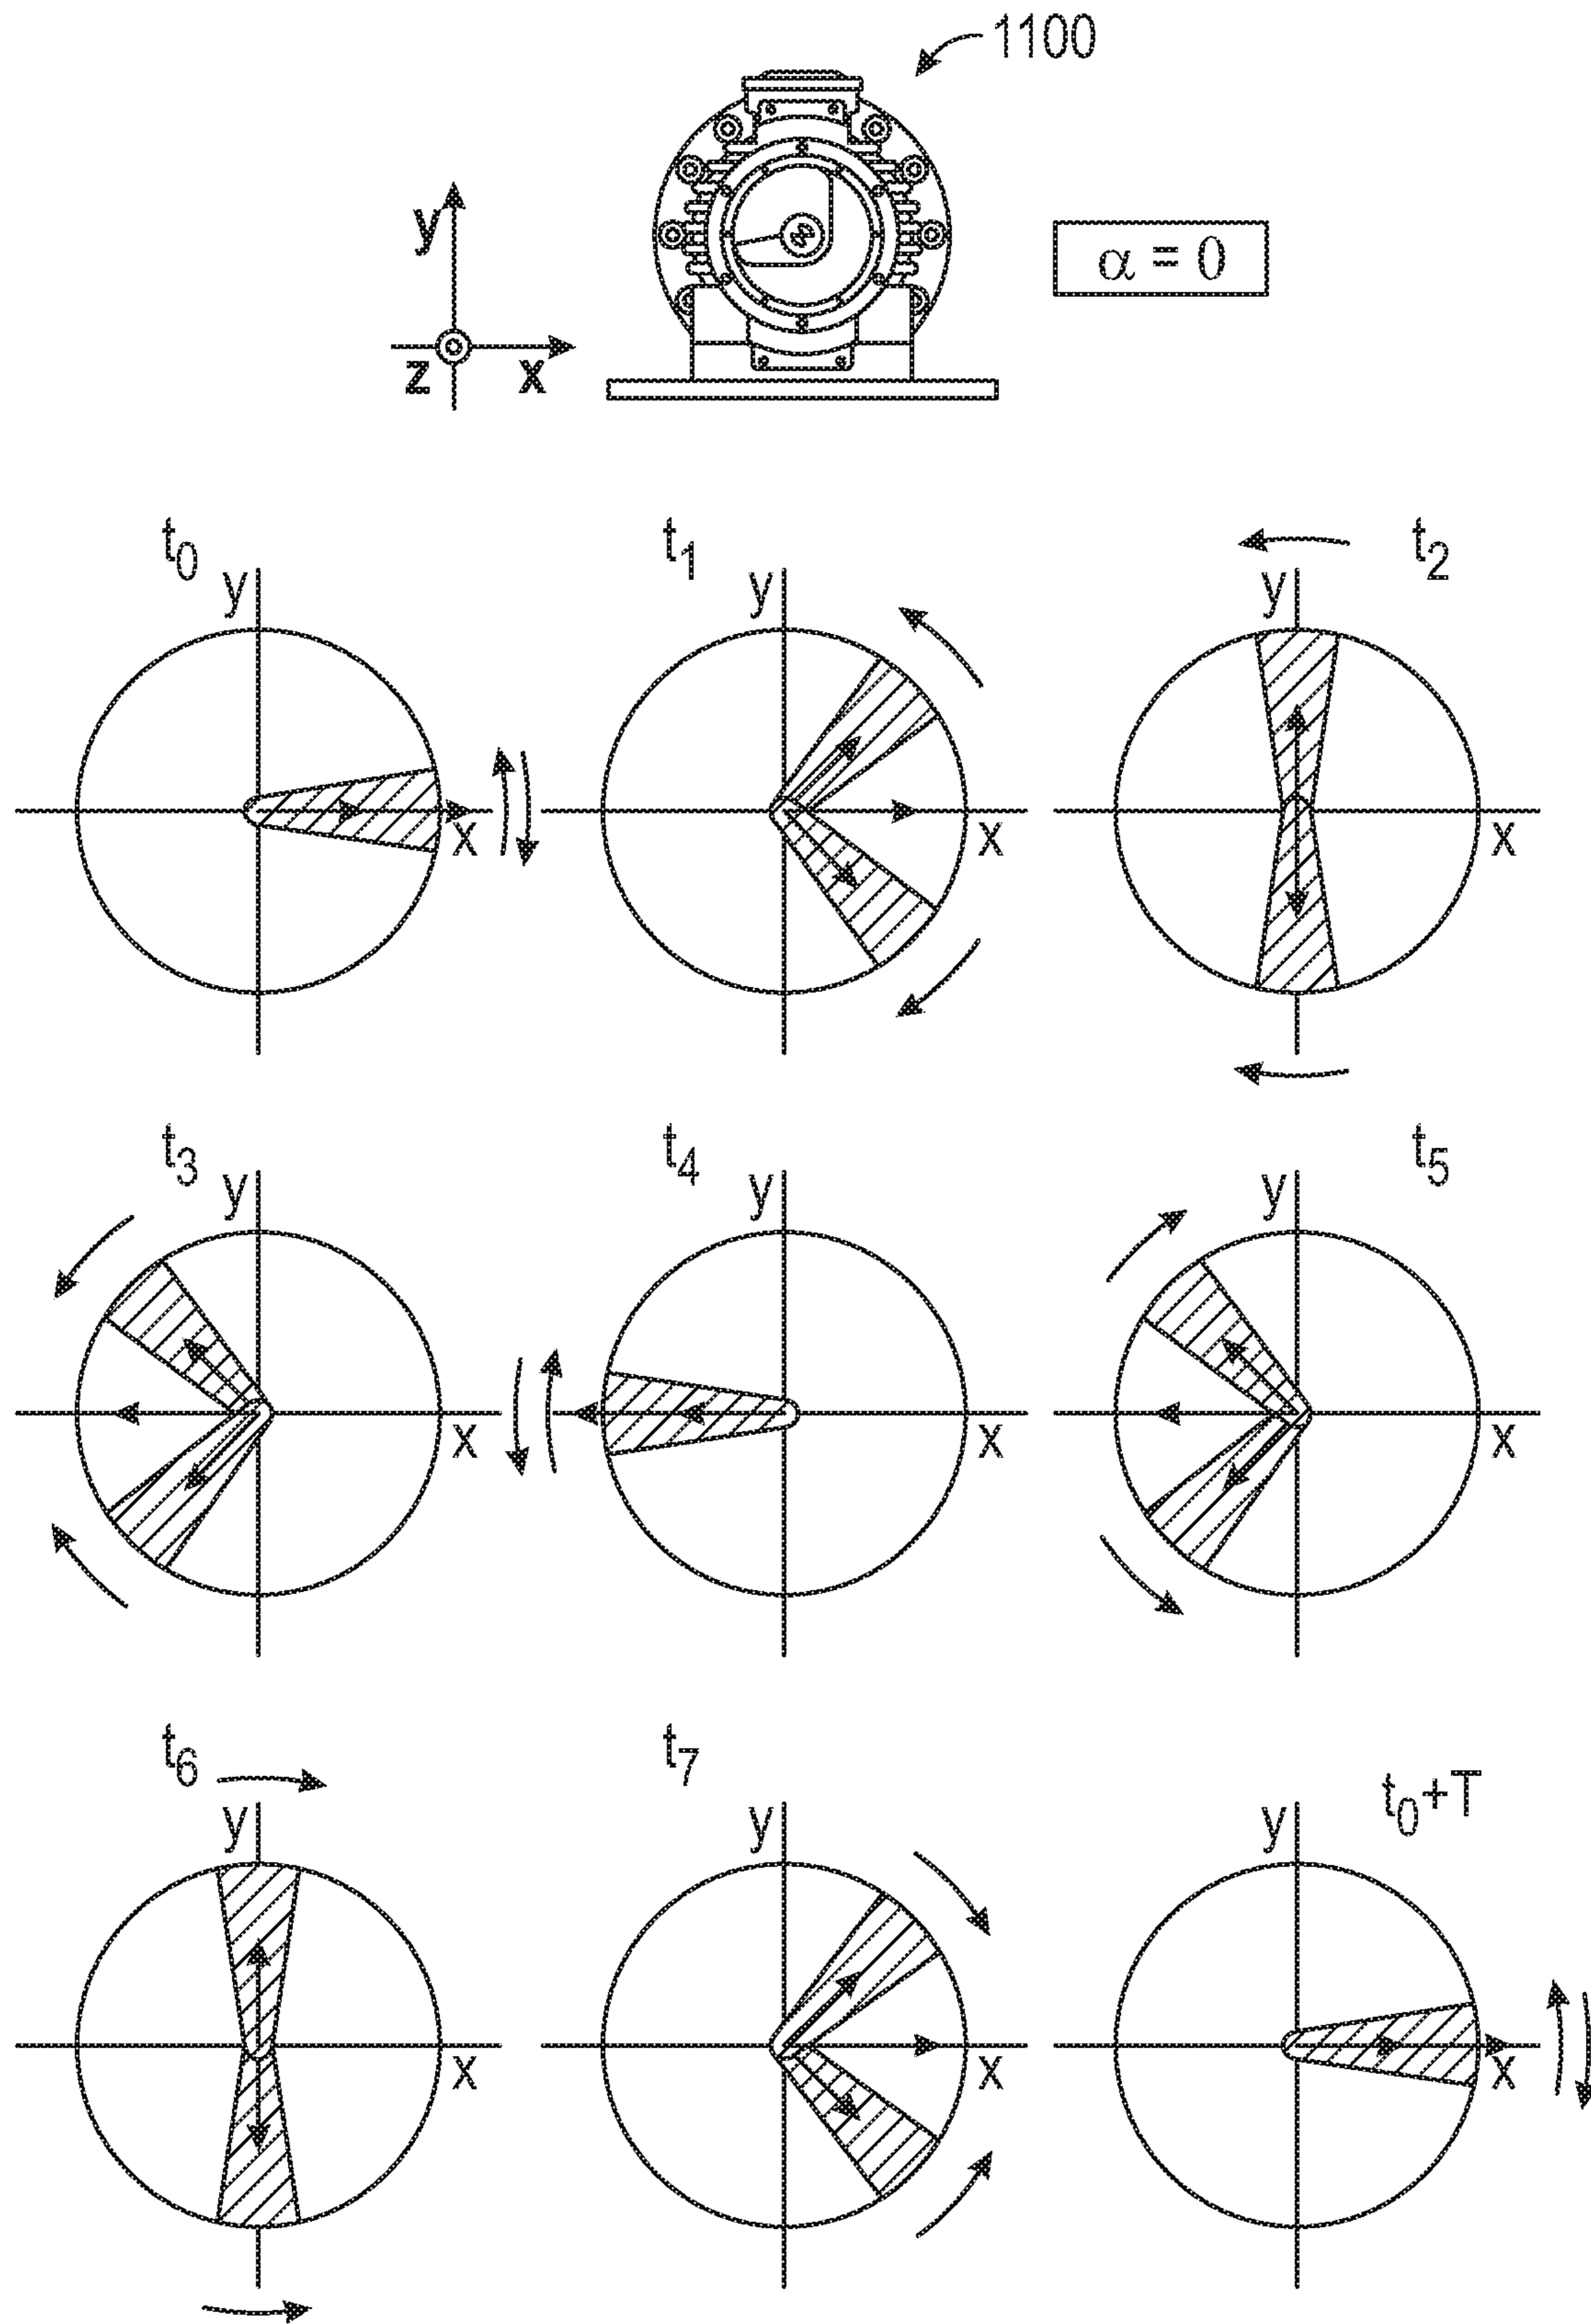 1100
y
α = 0
z x
t0 t1 t2
y y y
x x x
t3 t4 t5
y y y
x x x
t6 t7 t0+T
y y y
x x x